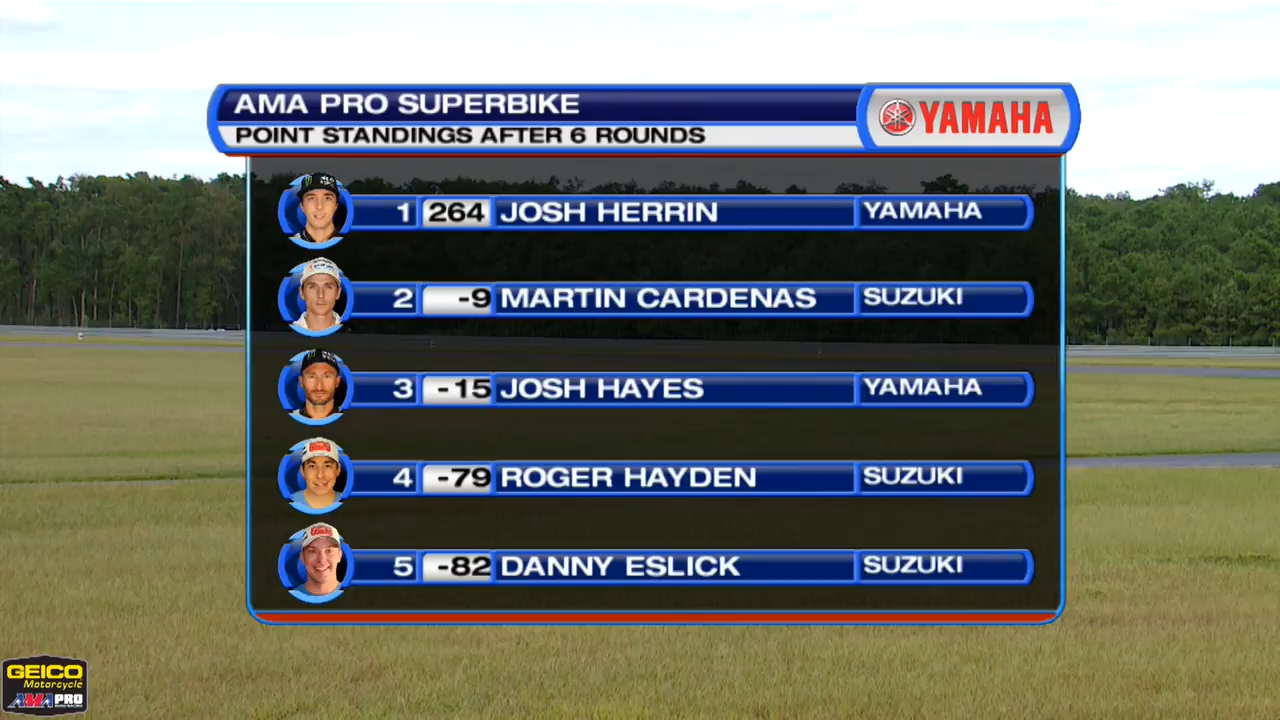 AMA PRO SUPERBIKE
POINT STANDINGS AFTER 6 ROUNDS
YAMAHA
1 264 JOSH HERRIN YAMAHA
2 -9 MARTIN CARDENAS SUZUKI
3 -15 JOSH HAYES YAMAHA
4 -79 ROGER HAYDEN SUZUKI
5 -82 DANNY ESLICK SUZUKI
GEICO
Motorcycle
AMA PRO